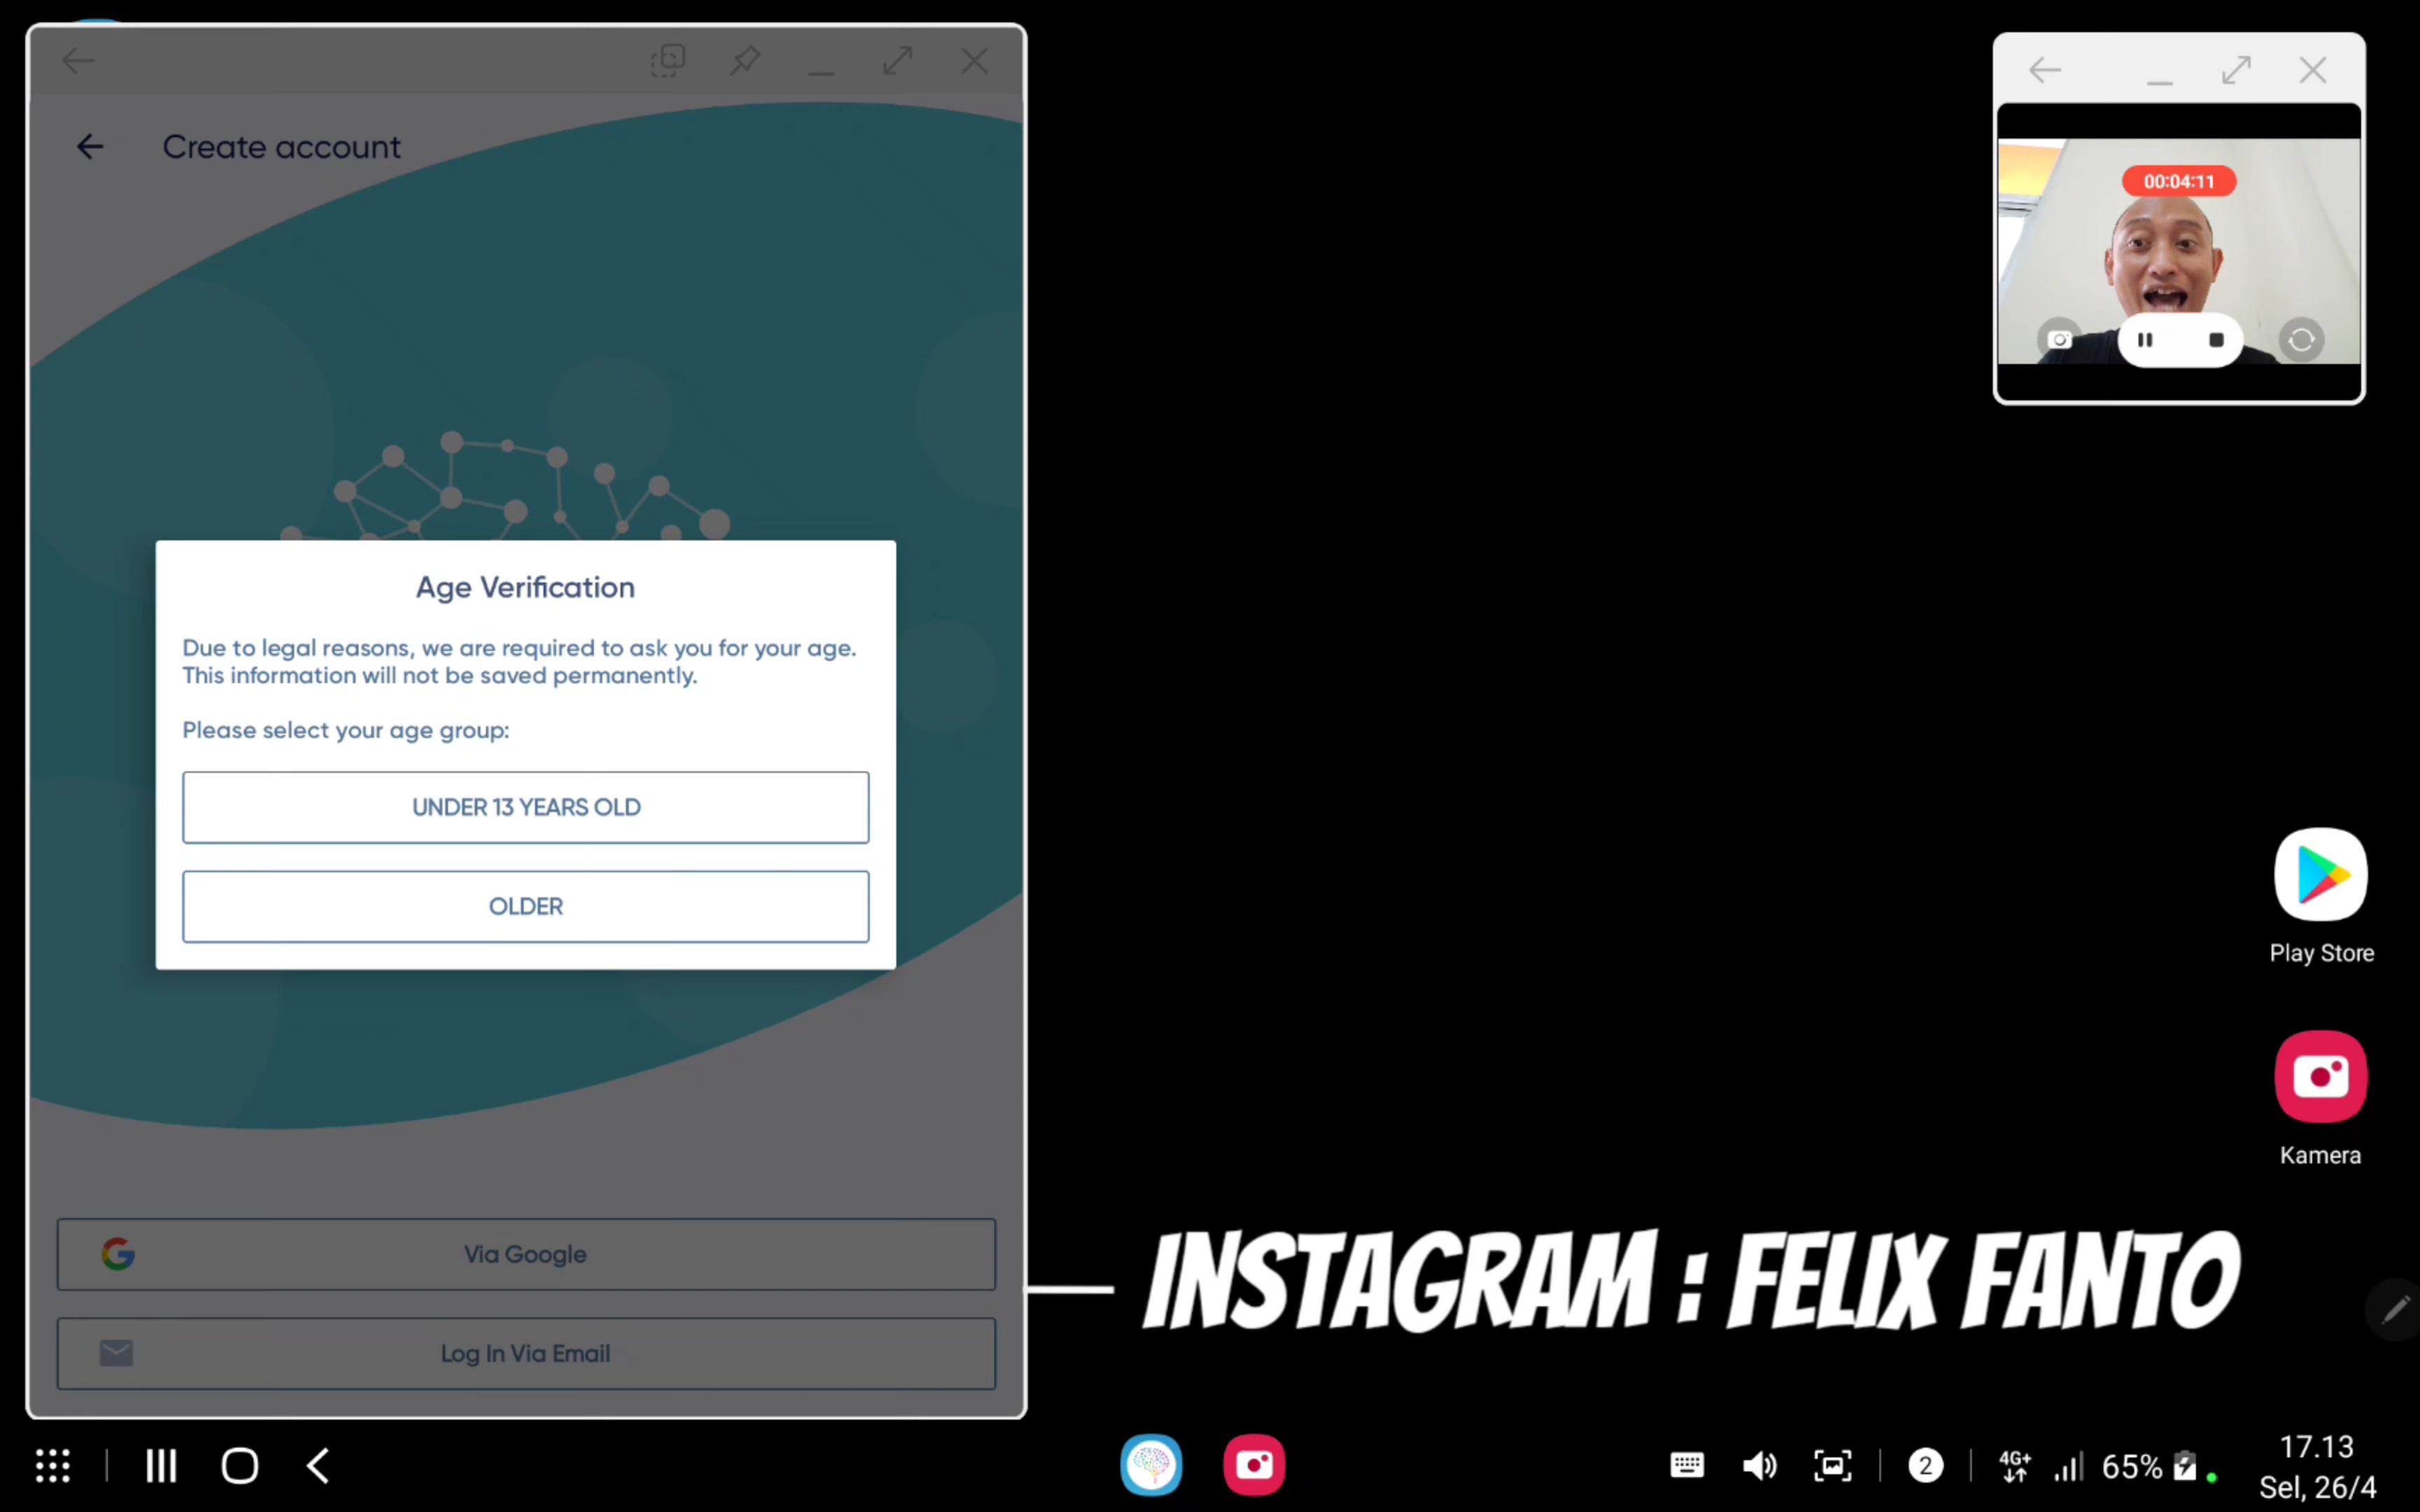 Create account
00:04:11
Age Verification
Due to legal reasons, we are required to ask you for your age.
This information will not be saved permanently.
Please select your age group:
UNDER 13 YEARS OLD
OLDER
Play Store
Kamera
Via Google
Log In Via Email
INSTAGRAM : FELIX FANTO
2
4G+
65%
17.13
Sel, 26/4